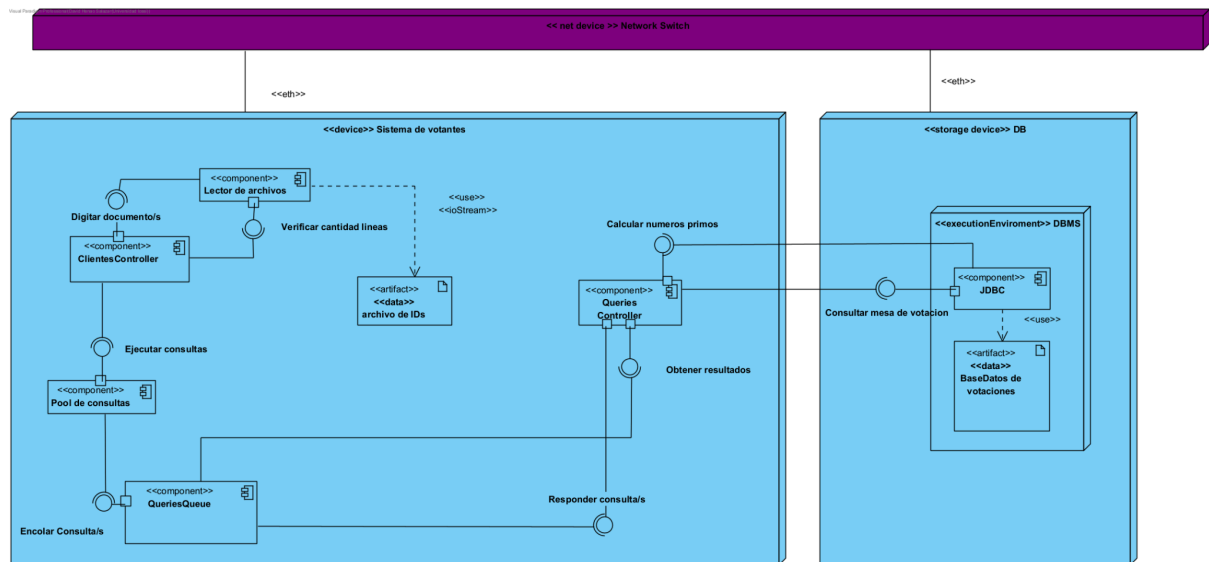 << net device >> Network Switch
<<eth>>
<<eth>>
<<device>> Sistema de votantes
<<storage device>> DB
<<component>>
Lector de archivos
<<use>>
<<ioStream>>
Digitar documento/s
Verificar cantidad lineas
<<component>>
ClientesController
<<artifact>>
<<data>>
archivo de IDs
Calcular numeros primos
<<executionEnviroment>> DBMS
<<component>>
Queries
Controller
<<component>>
JDBC
Consultar mesa de votacion
<<use>>
Ejecutar consultas
<<artifact>>
<<data>>
BaseDatos de
votaciones
Obtener resultados
<<component>>
Pool de consultas
<<component>>
QueriesQueue
Responder consulta/s
Encolar Consulta/s